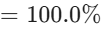 = 100.0%